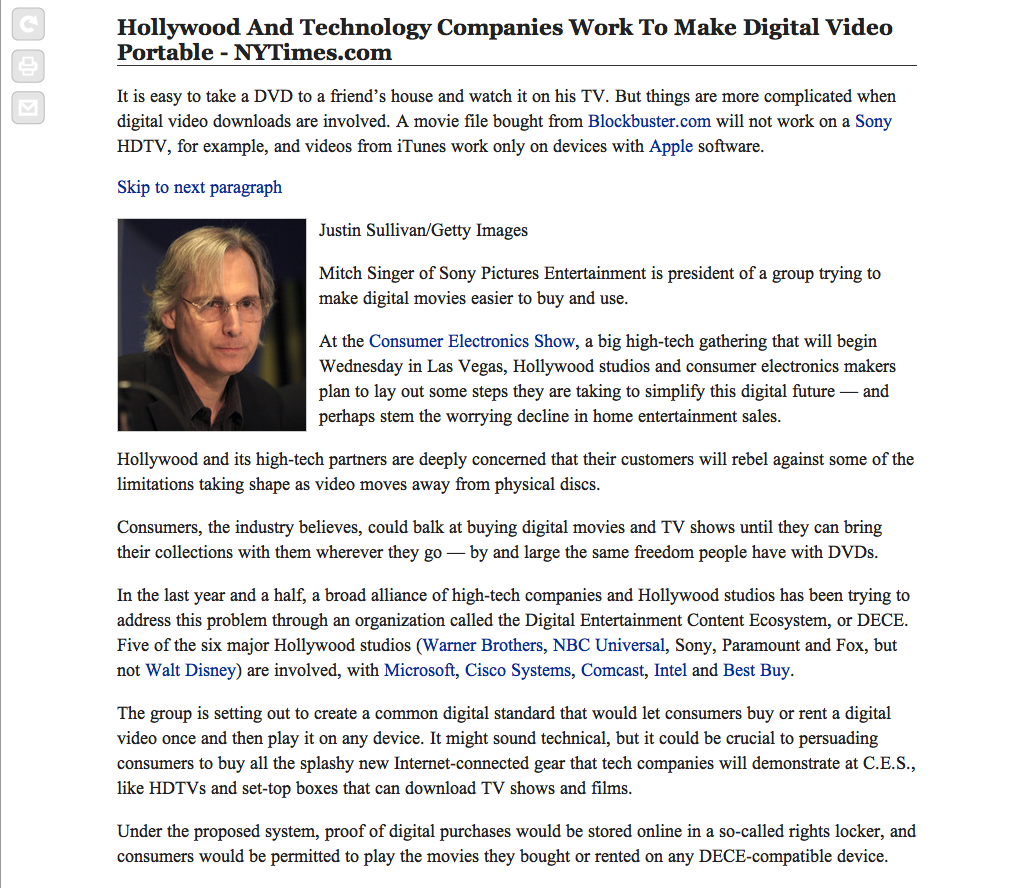 Hollywood And Technology Companies Work To Make Digital Video
Portable - NYTimes.com
It is easy to take a DVD to a friend’s house and watch it on his TV. But things are more complicated when
digital video downloads are involved. A movie file bought from Blockbuster.com will not work on a Sony
HDTV, for example, and videos from iTunes work only on devices with Apple software.
Skip to next paragraph
Justin Sullivan/Getty Images
Mitch Singer of Sony Pictures Entertainment is president of a group trying to
make digital movies easier to buy and use.
At the Consumer Electronics Show, a big high-tech gathering that will begin
Wednesday in Las Vegas, Hollywood studios and consumer electronics makers
plan to lay out some steps they are taking to simplify this digital future — and
perhaps stem the worrying decline in home entertainment sales.
Hollywood and its high-tech partners are deeply concerned that their customers will rebel against some of the
limitations taking shape as video moves away from physical discs.
Consumers, the industry believes, could balk at buying digital movies and TV shows until they can bring
their collections with them wherever they go — by and large the same freedom people have with DVDs.
In the last year and a half, a broad alliance of high-tech companies and Hollywood studios has been trying to
address this problem through an organization called the Digital Entertainment Content Ecosystem, or DECE.
Five of the six major Hollywood studios (Warner Brothers, NBC Universal, Sony, Paramount and Fox, but
not Walt Disney) are involved, with Microsoft, Cisco Systems, Comcast, Intel and Best Buy.
The group is setting out to create a common digital standard that would let consumers buy or rent a digital
video once and then play it on any device. It might sound technical, but it could be crucial to persuading
consumers to buy all the splashy new Internet-connected gear that tech companies will demonstrate at C.E.S.,
like HDTVs and set-top boxes that can download TV shows and films.
Under the proposed system, proof of digital purchases would be stored online in a so-called rights locker, and
consumers would be permitted to play the movies they bought or rented on any DECE-compatible device.